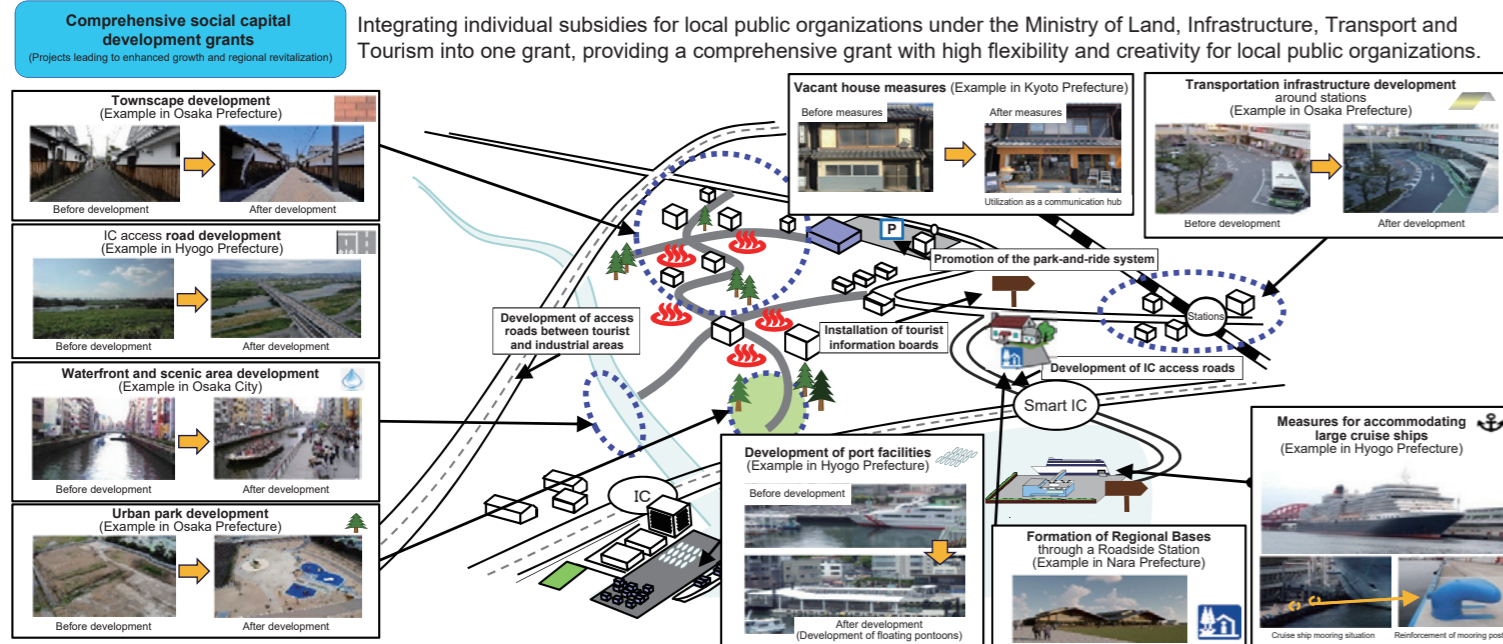 Comprehensive social capital
development grants
(Projects leading to enhanced growth and regional revitalization)
Integrating individual subsidies for local public organizations under the Ministry of Land, Infrastructure, Transport and
Tourism into one grant, providing a comprehensive grant with high flexibility and creativity for local public organizations.
Townscape development
(Example in Osaka Prefecture)
Before development
After development
IC access road development
(Example in Hyogo Prefecture)
Before development
After development
Waterfront and scenic area development
(Example in Osaka City)
Before development
After development
Urban park development
(Example in Osaka Prefecture)
Before development
After development
Vacant house measures (Example in Kyoto Prefecture)
Before measures
After measures
Utilization as a communication hub
Transportation infrastructure development
around stations
(Example in Osaka Prefecture)
Before development
After development
P
Promotion of the park-and-ride system
Development of access
roads between tourist
and industrial areas
Installation of tourist
information boards
Stations
Development of IC access roads
Smart IC
IC
Development of port facilities
(Example in Hyogo Prefecture)
Before development
After development
(Development of floating pontoons)
Formation of Regional Bases
through a Roadside Station
(Example in Nara Prefecture)
Measures for accommodating
large cruise ships
(Example in Hyogo Prefecture)
Cruise ship mooring situation
Reinforcement of mooring post